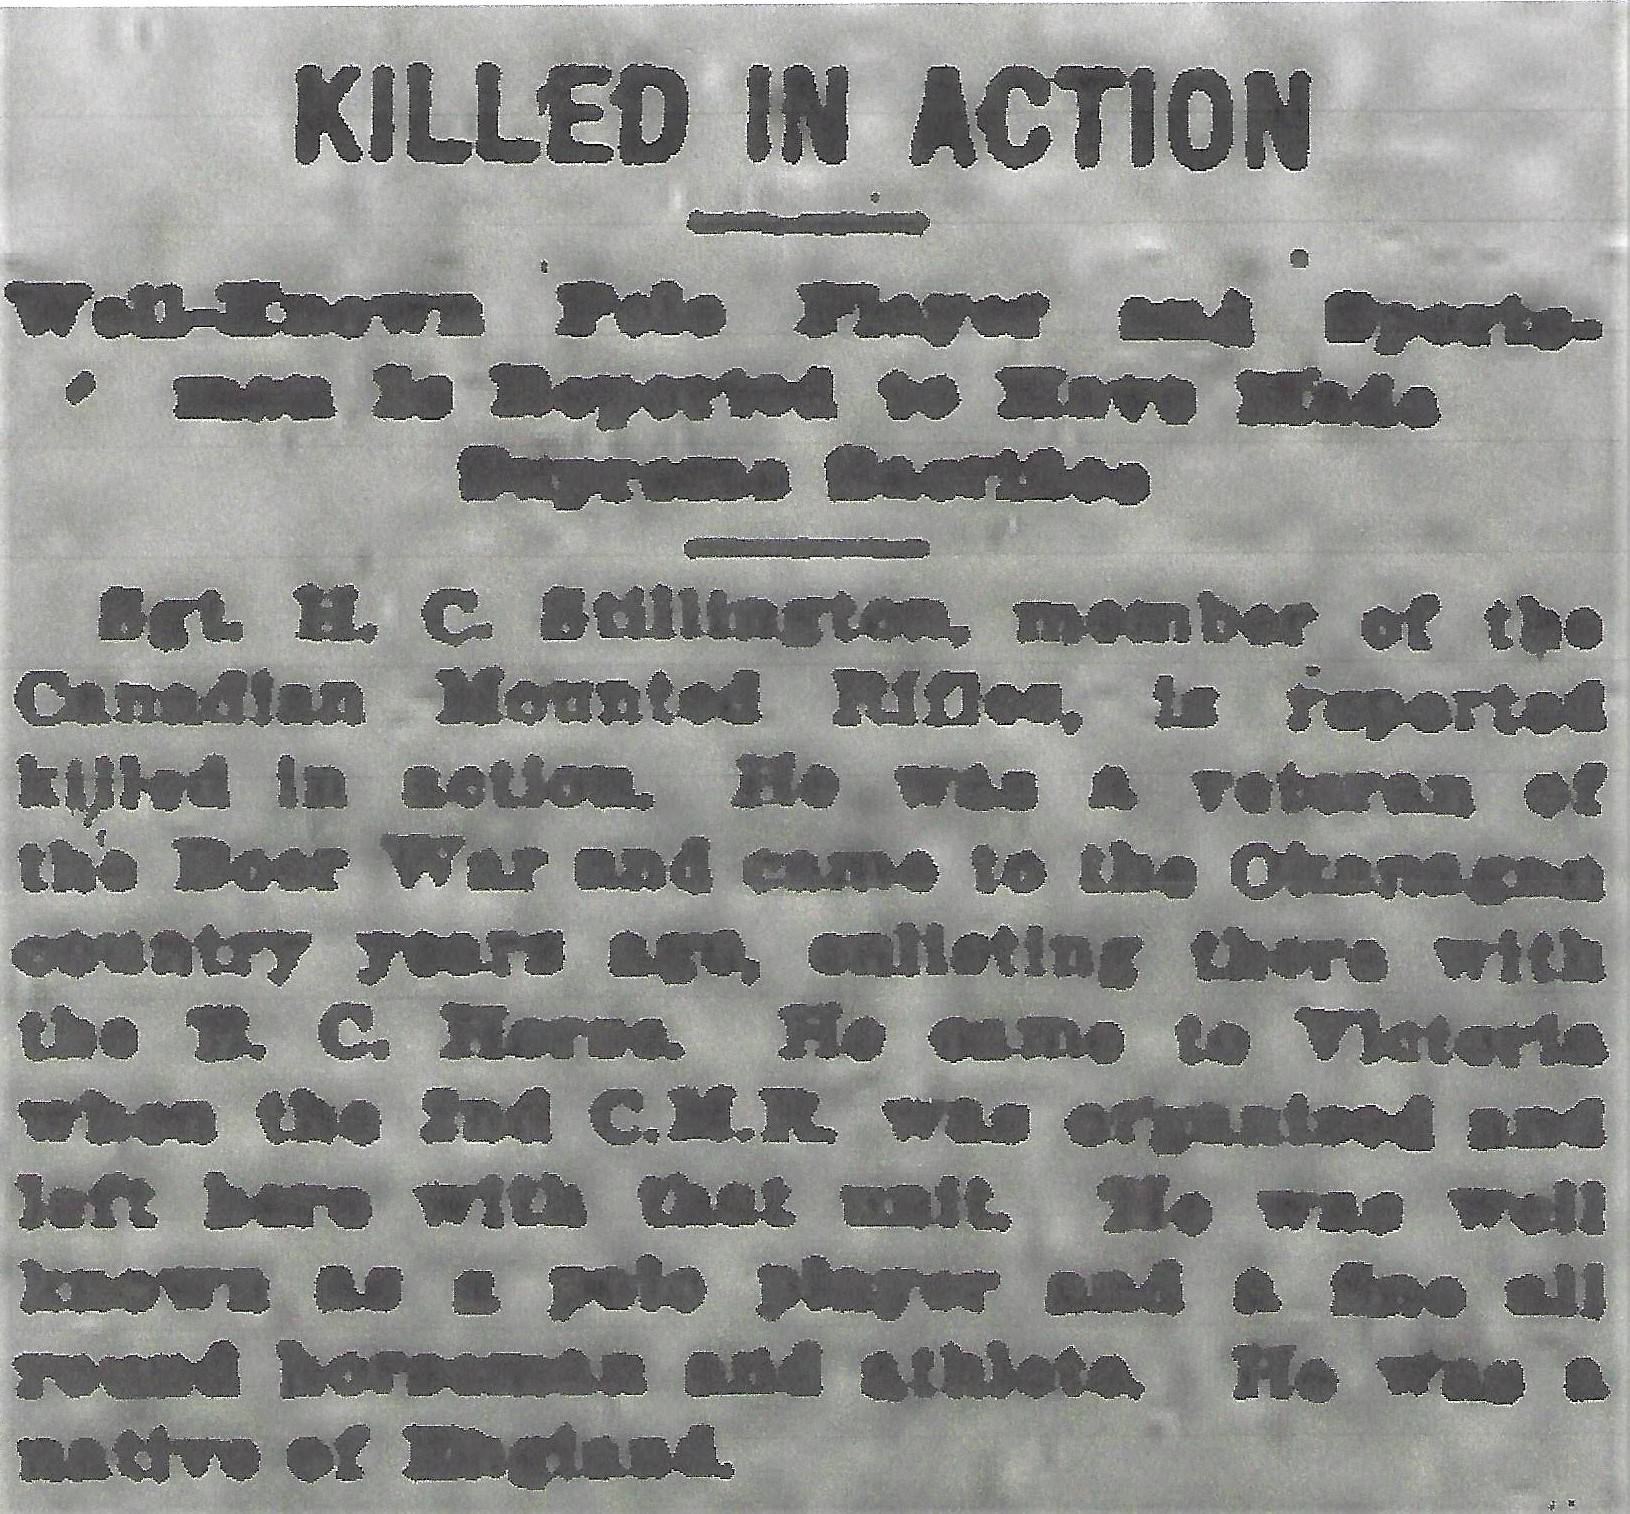 KILLED IN ACTION
Well-Known Polo Player and Sports-
man is Reported to Have Made
Supreme Sacrifice
Sgt. H. C. Stillington, member of the
Canadian Mounted Rifles, is reported
killed in action. He was a veteran of
the Boer War and came to the Okanagan
country years ago, enlisting there with
the B. C. Horse. He came to Victoria
when the 2nd C.M.R. was organized and
left here with that unit. He was well
known as a polo player and a fine all
round horseman and athlete. He was a
native of England.